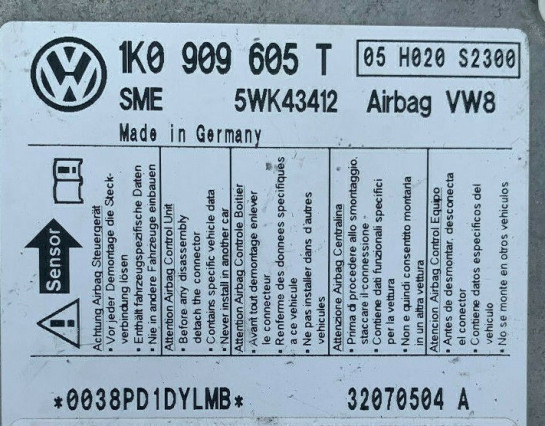 VW
1K0 909 605 T
05 H020 S2300
SME 5WK43412 Airbag VW8
Made in Germany
Sensor
Achtung Airbag Steuergerät
• Vor jeder Demontage die Steck-
verbindung lösen
• Enthält fahrzeugspezifische Daten
• Nie in andere Fahrzeuge einbauen
Attention Airbag Control Unit
• Before any disassembly
detach the connector
• Contains specific vehicle data
• Never install in another car
Attention Airbag Controle Boitier
• Avant tout demontage enlever
le connecteur.
• Renferme des donnees specifiques
a ce vehicule
• Ne pas installer dans d'autres
vehicules
Attenzione Airbag Centralina
• Prima di procedere allo smontaggio,
staccare il connessione
• Contiene dati funzionali specifici
per la vettura
• Non e quindi consentito montarla
in un altra vettura
Atencion Airbag Control Equipo
• Antes de desmontar, desconecta
el conector
• Contiene datos especificos del
vehiculo
• No se monte en otros vehiculos
*0038PD1DYLMB* 32070504 A